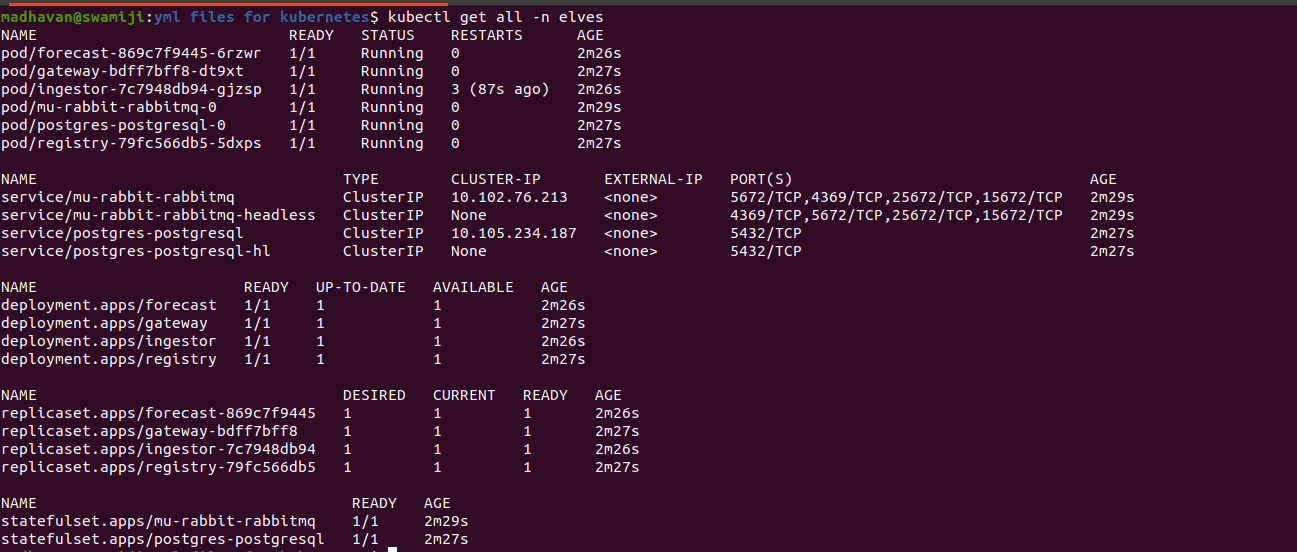 madhavan@swamiji:yml files for kubernetes$ kubectl get all -n elves
NAME                            READY   STATUS    RESTARTS      AGE
pod/forecast-869c7f9445-6rzwr   1/1     Running   0             2m26s
pod/gateway-bdff7bff8-dt9xt     1/1     Running   0             2m27s
pod/ingestor-7c7948db94-gjzsp   1/1     Running   3 (87s ago)   2m26s
pod/mu-rabbit-rabbitmq-0        1/1     Running   0             2m29s
pod/postgres-postgresql-0       1/1     Running   0             2m27s
pod/registry-79fc566db5-5dxps   1/1     Running   0             2m27s
NAME                                  TYPE        CLUSTER-IP       EXTERNAL-IP   PORT(S)                                 AGE
service/mu-rabbit-rabbitmq            ClusterIP   10.102.76.213    <none>        5672/TCP,4369/TCP,25672/TCP,15672/TCP   2m29s
service/mu-rabbit-rabbitmq-headless   ClusterIP   None             <none>        4369/TCP,5672/TCP,25672/TCP,15672/TCP   2m29s
service/postgres-postgresql           ClusterIP   10.105.234.187   <none>        5432/TCP                                2m27s
service/postgres-postgresql-hl        ClusterIP   None             <none>        5432/TCP                                2m27s
NAME                       READY   UP-TO-DATE   AVAILABLE   AGE
deployment.apps/forecast   1/1     1            1           2m26s
deployment.apps/gateway    1/1     1            1           2m27s
deployment.apps/ingestor   1/1     1            1           2m26s
deployment.apps/registry   1/1     1            1           2m27s
NAME                                  DESIRED   CURRENT   READY   AGE
replicaset.apps/forecast-869c7f9445   1         1         1       2m26s
replicaset.apps/gateway-bdff7bff8     1         1         1       2m27s
replicaset.apps/ingestor-7c7948db94   1         1         1       2m26s
replicaset.apps/registry-79fc566db5   1         1         1       2m27s
NAME                                   READY   AGE
statefulset.apps/mu-rabbit-rabbitmq    1/1     2m29s
statefulset.apps/postgres-postgresql   1/1     2m27s